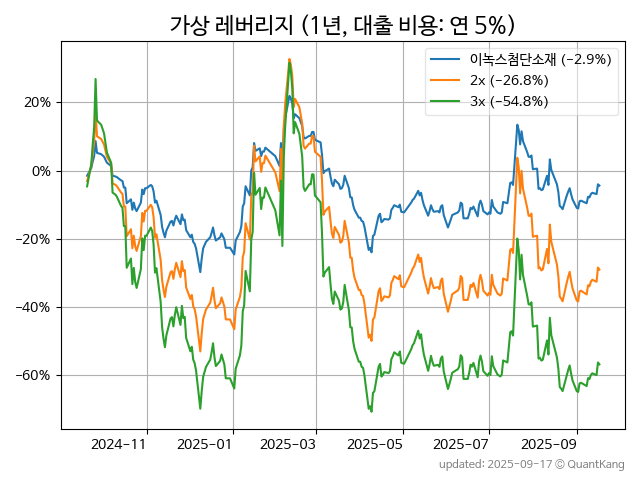 가상 레버리지 (1년, 대출 비용: 연 5%)
이녹스첨단소재 (−2.9%)
2x (−26.8%)
3x (−54.8%)
20%
0%
−20%
−40%
−60%
2024-11 2025-01 2025-03 2025-05 2025-07 2025-09
updated: 2025-09-17 © QuantKang